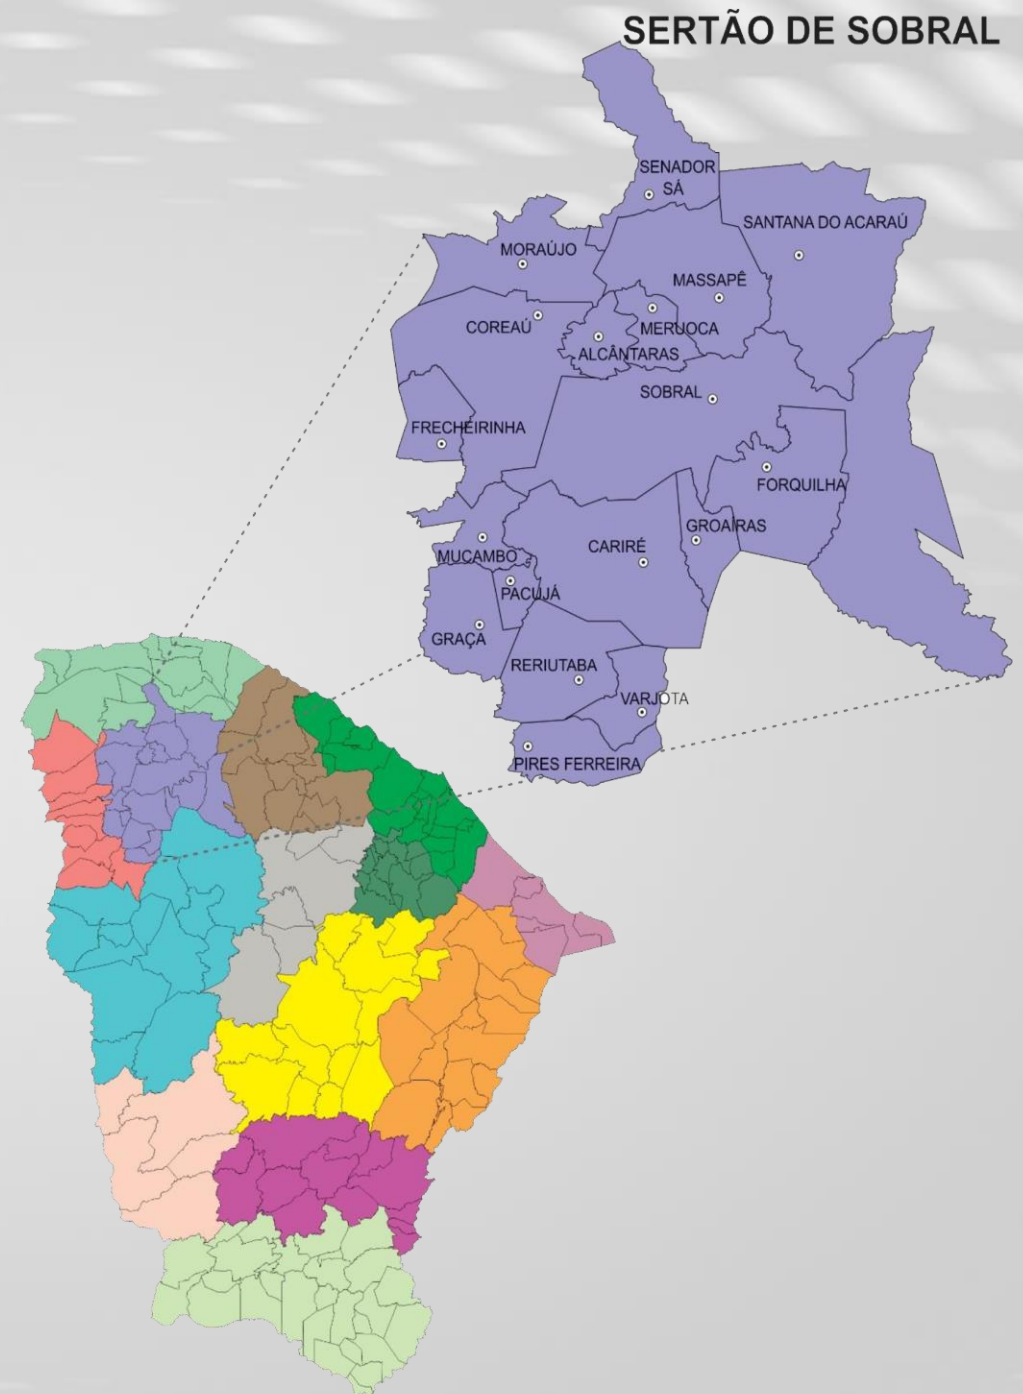 SERTÃO DE SOBRAL
SENADOR
SÁ
SANTANA DO ACARAÚ
MORAÚJO
MASSAPÊ
COREAÚ
MERUOCA
ALCÂNTARAS
SOBRAL
FRECHEIRINHA
FORQUILHA
GROAÍRAS
CARIRÉ
MUCAMBO
PACUJÁ
GRAÇA
RERIUTABA
VARJOTA
PIRES FERREIRA